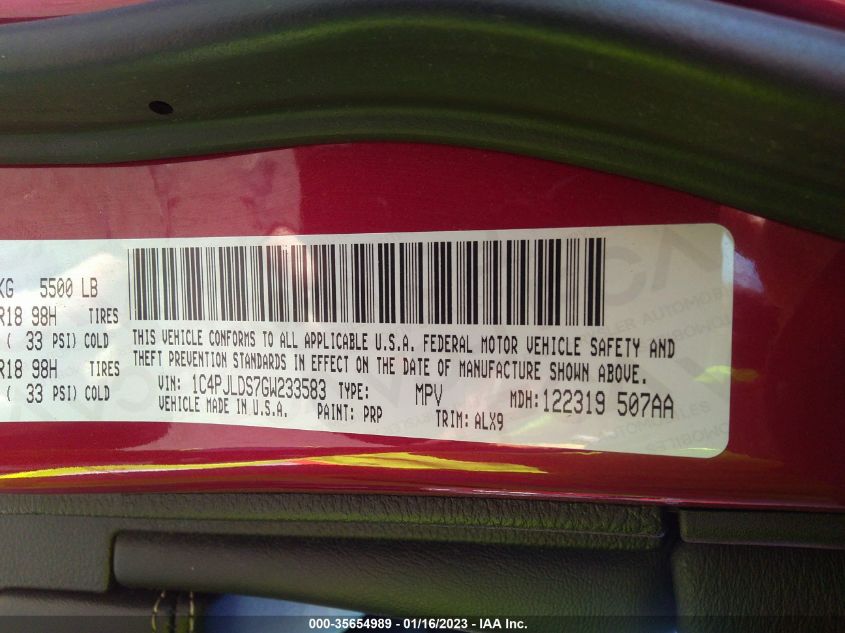 KG 5500 LB
R18 98H TIRES
( 33 PSI) COLD
R18 98H TIRES
( 33 PSI) COLD
THIS VEHICLE CONFORMS TO ALL APPLICABLE U.S.A. FEDERAL MOTOR VEHICLE SAFETY AND
THEFT PREVENTION STANDARDS IN EFFECT ON THE DATE OF MANUFACTURE SHOWN ABOVE.
VIN: 1C4PJLDS7GW233583 TYPE: MPV MDH:122319 507AA
VEHICLE MADE IN U.S.A. PAINT: PRP TRIM: ALX9
000-35654989 / 01/16/2023 - IAA Inc.